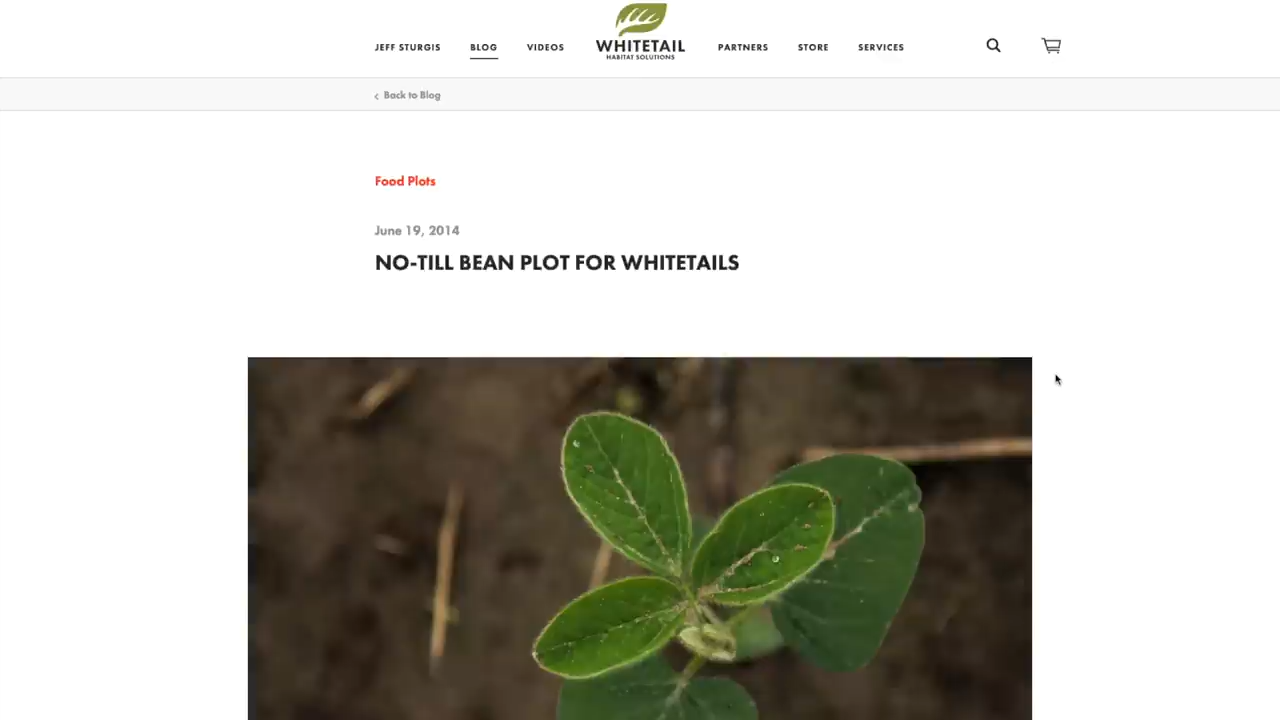 JEFF STURGIS
BLOG
VIDEOS
WHITETAIL
HABITAT SOLUTIONS
PARTNERS
STORE
SERVICES
Back to Blog
Food Plots
June 19, 2014
NO-TILL BEAN PLOT FOR WHITETAILS